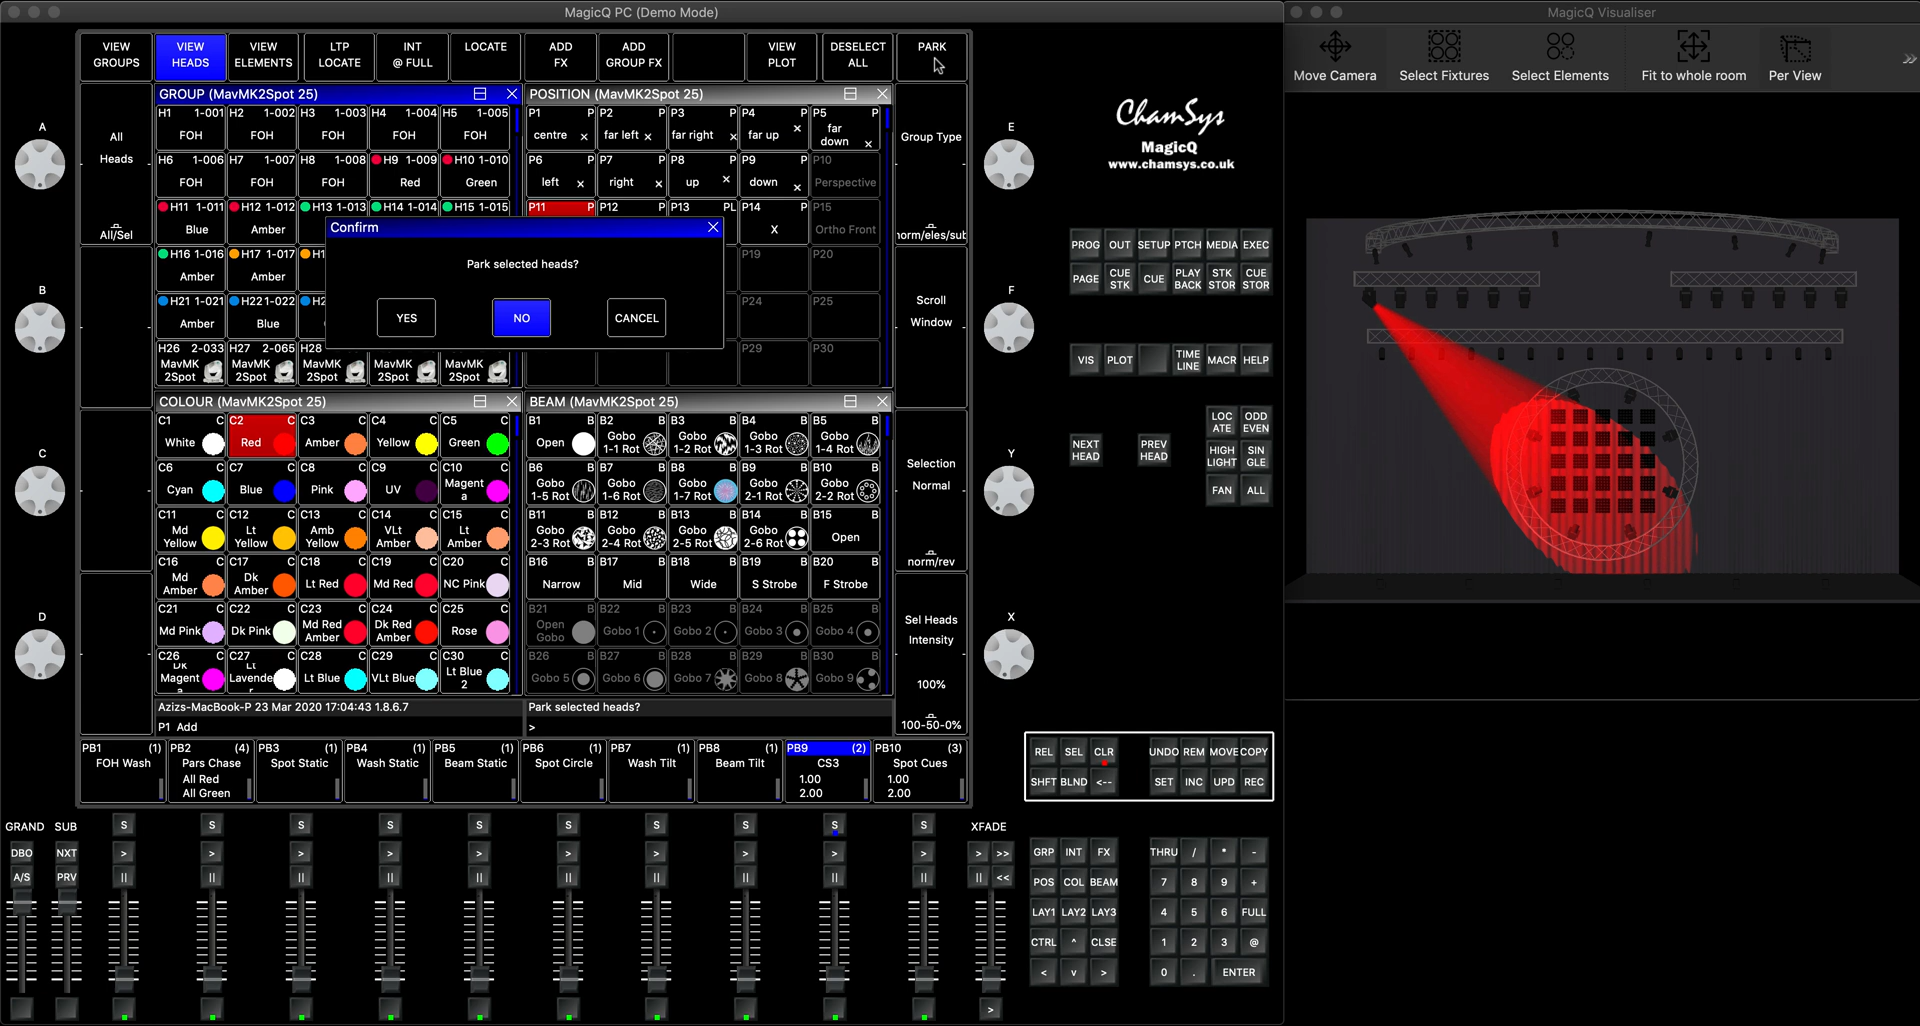 MagicQ PC (Demo Mode)
MagicQ Visualiser
VIEW GROUPS
VIEW HEADS
VIEW ELEMENTS
LTP LOCATE
INT @ FULL
LOCATE
ADD FX
ADD GROUP FX
VIEW PLOT
DESELECT ALL
PARK
Move Camera
Select Fixtures
Select Elements
Fit to whole room
Per View
»
ChamSys
MagicQ
www.chamsys.co.uk
A
B
C
D
E
F
Y
X
All Heads
All/Sel
Group Type
norm/eles/sub
Scroll Window
Selection Normal
norm/rev
Sel Heads Intensity
100%
100-50-0%
GROUP (MavMK2Spot 25)
H1 1-001 FOH
H2 1-002 FOH
H3 1-003 FOH
H4 1-004 FOH
H5 1-005 FOH
H6 1-006 FOH
H7 1-007 FOH
H8 1-008 FOH
H9 1-009 Red
H10 1-010 Green
H11 1-011 Blue
H12 1-012 Amber
H13 1-013
H14 1-014
H15 1-015
H16 1-016 Amber
H17 1-017 Amber
H21 1-021 Amber
H22 1-022 Blue
H26 2-033 MavMK 2Spot
H27 2-065 MavMK 2Spot
H28 MavMK 2Spot
MavMK 2Spot
MavMK 2Spot
POSITION (MavMK2Spot 25)
P1 P centre
P2 P far left
P3 P far right
P4 P far up
P5 P far down
P6 P left
P7 P right
P8 P up
P9 P down
P10 Perspective
P11 P
P12 P
P13 PL
P14 P X
P15 Ortho Front
P19
P20
P24
P25
P29
P30
Confirm
Park selected heads?
YES
NO
CANCEL
COLOUR (MavMK2Spot 25)
C1 C White
C2 C Red
C3 C Amber
C4 C Yellow
C5 C Green
C6 C Cyan
C7 C Blue
C8 C Pink
C9 C UV
C10 C Magent a
C11 C Md Yellow
C12 C Lt Yellow
C13 C Amb Yellow
C14 C VLt Amber
C15 C Lt Amber
C16 C Md Amber
C17 C Dk Amber
C18 C Lt Red
C19 C Md Red
C20 C NC Pink
C21 C Md Pink
C22 C Dk Pink
C23 C Md Red Amber
C24 C Dk Red Amber
C25 C Rose
C26 C Dk Magent a
C27 C Lt Lavende r
C28 C Lt Blue
C29 C VLt Blue
C30 C Lt Blue 2
BEAM (MavMK2Spot 25)
B1 B Open
B2 B Gobo 1-1 Rot
B3 B Gobo 1-2 Rot
B4 B Gobo 1-3 Rot
B5 B Gobo 1-4 Rot
B6 B Gobo 1-5 Rot
B7 B Gobo 1-6 Rot
B8 B Gobo 1-7 Rot
B9 B Gobo 2-1 Rot
B10 B Gobo 2-2 Rot
B11 B Gobo 2-3 Rot
B12 B Gobo 2-4 Rot
B13 B Gobo 2-5 Rot
B14 B Gobo 2-6 Rot
B15 B Open
B16 B Narrow
B17 B Mid
B18 B Wide
B19 B S Strobe
B20 B F Strobe
B21 B Open Gobo
B22 B Gobo 1
B23 B Gobo 2
B24 B Gobo 3
B25 B Gobo 4
B26 B Gobo 5
B27 B Gobo 6
B28 B Gobo 7
B29 B Gobo 8
B30 B Gobo 9
Azizs-MacBook-P 23 Mar 2020 17:04:43 1.8.6.7
P1 Add
Park selected heads?
>
PB1 (1) FOH Wash
PB2 (4) Pars Chase
All Red
All Green
PB3 (1) Spot Static
PB4 (1) Wash Static
PB5 (1) Beam Static
PB6 (1) Spot Circle
PB7 (1) Wash Tilt
PB8 (1) Beam Tilt
PB9 (2) CS3
1.00
2.00
PB10 (3) Spot Cues
1.00
2.00
PROG OUT SETUP PTCH MEDIA EXEC
PAGE CUE STK CUE PLAY BACK STK STOR CUE STOR
VIS PLOT TIME LINE MACR HELP
NEXT HEAD
PREV HEAD
LOC ATE
ODD EVEN
HIGH LIGHT
SIN GLE
FAN
ALL
REL SEL CLR UNDO REM MOVE COPY
SHFT BLND <-- SET INC UPD REC
GRAND SUB
XFADE
S S S S S S S S S S
DBO NXT > > > > > > > > > > > >>
A/S PRV II II II II II II II II II II II <<
>
GRP INT FX THRU / * -
POS COL BEAM 7 8 9 +
LAY1 LAY2 LAY3 4 5 6 FULL
CTRL ^ CLSE 1 2 3 @
< v > 0 . ENTER